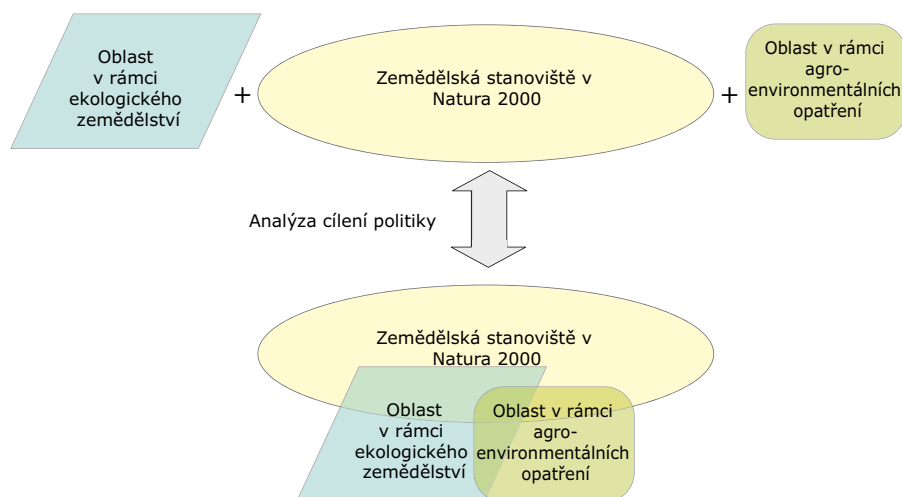 Oblast
v rámci
ekologického
zemědělství
+
Zemědělská stanoviště v
Natura 2000
+
Oblast v rámci
agro-
environmentálních
opatření
Analýza cílení politiky
Zemědělská stanoviště v
Natura 2000
Oblast
v rámci
ekologického
zemědělství
Oblast v rámci
agro-
environmentálních
opatření